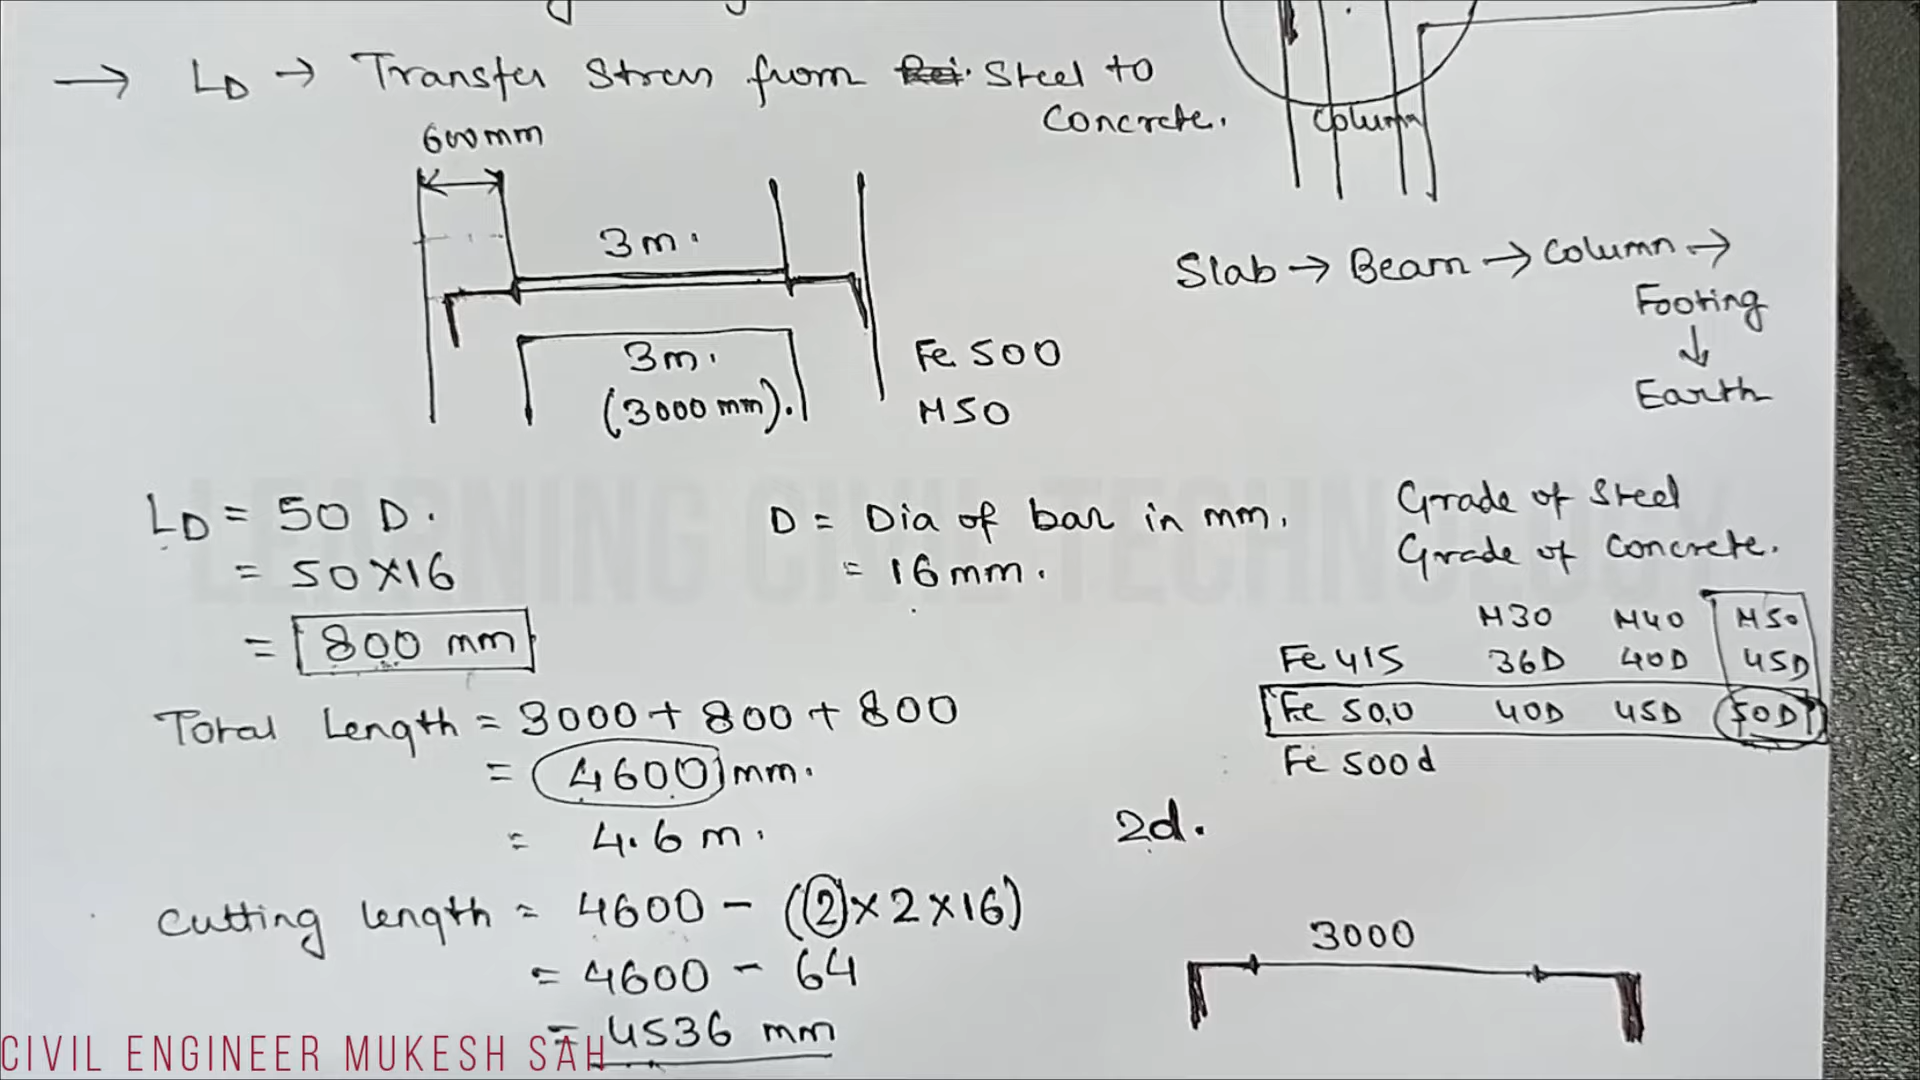 → LD → Transfer Stress from Steel to
Concrete.
600mm
Column
3m.
Slab → Beam → Column →
Footing
↓
Earth
3m.
(3000 mm).
Fe 500
M50
LD = 50 D.
= 50×16
= 800 mm
D = Dia of bar in mm.
= 16mm.
Grade of Steel
Grade of Concrete.
M30 M40 M50
Fe 415 36D 40D 45D
Fe 500 40D 45D 50D
Fe 500d
Total Length = 3000 + 800 + 800
= 4600 mm.
= 4.6 m.
2d.
Cutting length = 4600 - (2×2×16)
= 4600 - 64
= 4536 mm
3000
LEARNING CIVIL TECHNOLOGY
CIVIL ENGINEER MUKESH SAH